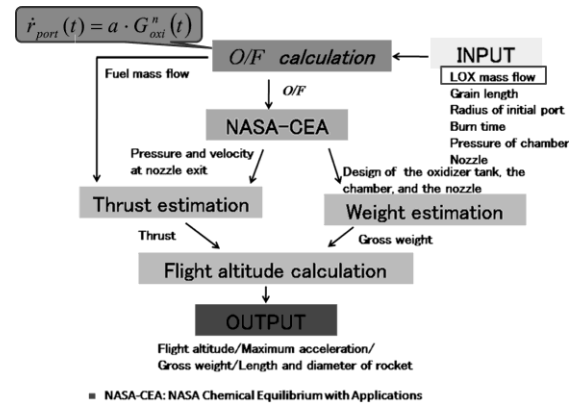 ṙ_port (t) = a · G^n_oxi (t)
O/F calculation
INPUT
LOX mass flow
Grain length
Radius of initial port
Burn time
Pressure of chamber
Nozzle
Fuel mass flow
O/F
NASA-CEA
Pressure and velocity
at nozzle exit
Design of the oxidizer tank, the
chamber, and the nozzle
Thrust estimation
Weight estimation
Thrust
Gross weight
Flight altitude calculation
OUTPUT
Flight altitude/Maximum acceleration/
Gross weight/Length and diameter of rocket
■ NASA-CEA: NASA Chemical Equilibrium with Applications